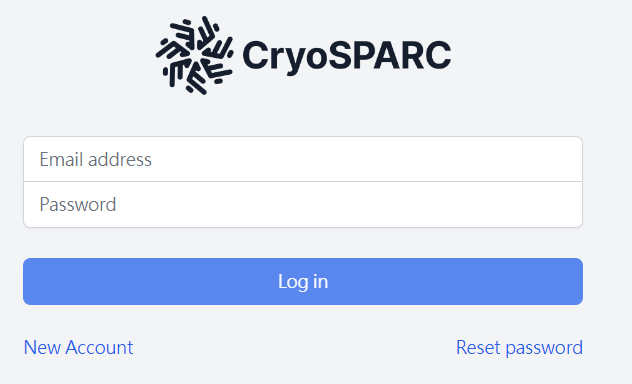 CryoSPARC
Email address
Password
Log in
New Account
Reset password